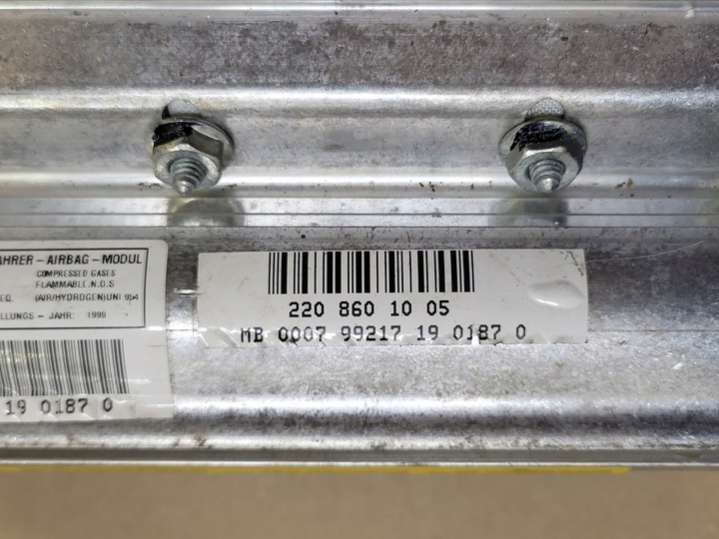 AHRER - AIRBAG - MODUL
COMPRESSED GASES
FLAMMABLE.N.O.S
EQ. (AIR/HYDROGEN)UN1954
LLUNGS - JAHR: 1999
19 0187 0
220 860 10 05
MB 0007 99217 19 0187 0